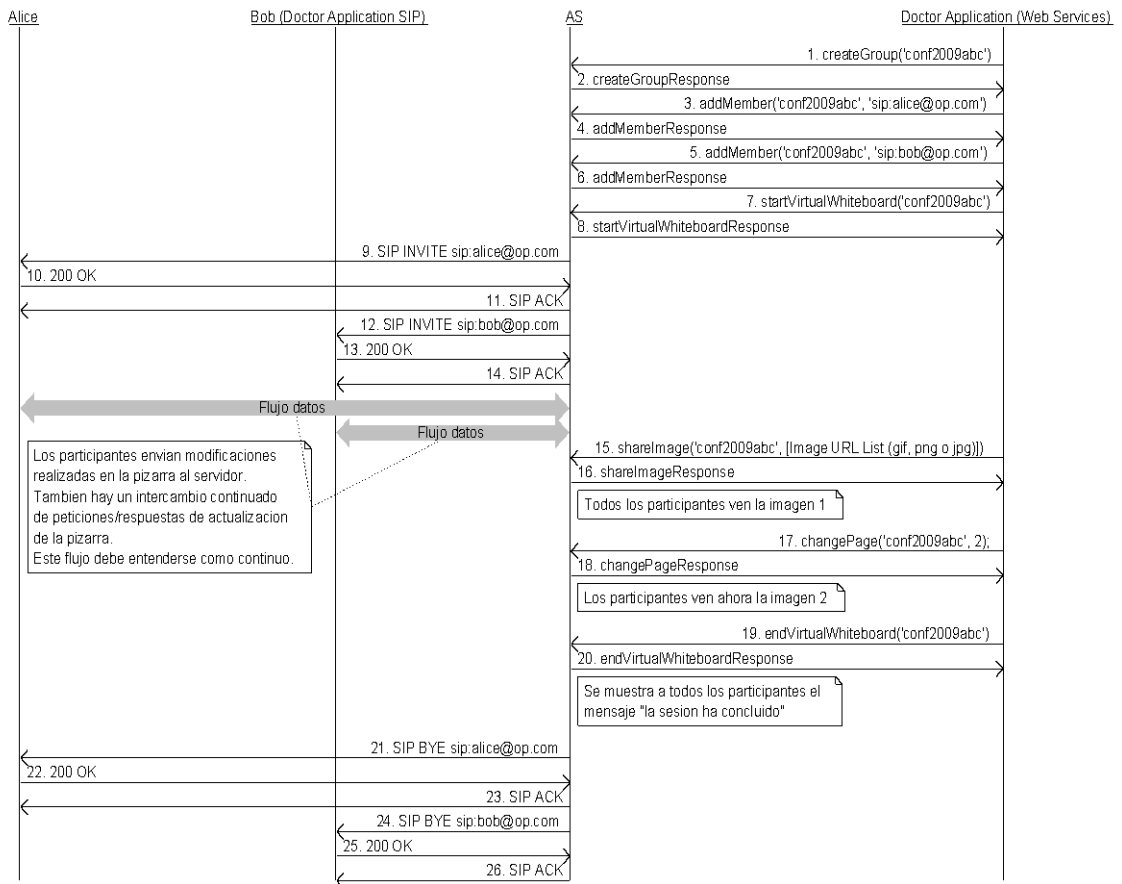 Alice
Bob (Doctor Application SIP)
AS
Doctor Application (Web Services)
1. createGroup('conf2009abc')
2. createGroupResponse
3. addMember('conf2009abc', 'sip:alice@op.com')
4. addMemberResponse
5. addMember('conf2009abc', 'sip:bob@op.com')
6. addMemberResponse
7. startVirtualWhiteboard('conf2009abc')
8. startVirtualWhiteboardResponse
9. SIP INVITE sip:alice@op.com
10. 200 OK
11. SIP ACK
12. SIP INVITE sip:bob@op.com
13. 200 OK
14. SIP ACK
Flujo datos
Flujo datos
Los participantes envian modificaciones
realizadas en la pizarra al servidor.
Tambien hay un intercambio continuado
de peticiones/respuestas de actualizacion
de la pizarra.
Este flujo debe entenderse como continuo.
15. shareImage('conf2009abc', [Image URL List (gif, png o jpg)])
16. shareImageResponse
Todos los participantes ven la imagen 1
17. changePage('conf2009abc', 2);
18. changePageResponse
Los participantes ven ahora la imagen 2
19. endVirtualWhiteboard('conf2009abc')
20. endVirtualWhiteboardResponse
Se muestra a todos los participantes el
mensaje "la sesion ha concluido"
21. SIP BYE sip:alice@op.com
22. 200 OK
23. SIP ACK
24. SIP BYE sip:bob@op.com
25. 200 OK
26. SIP ACK